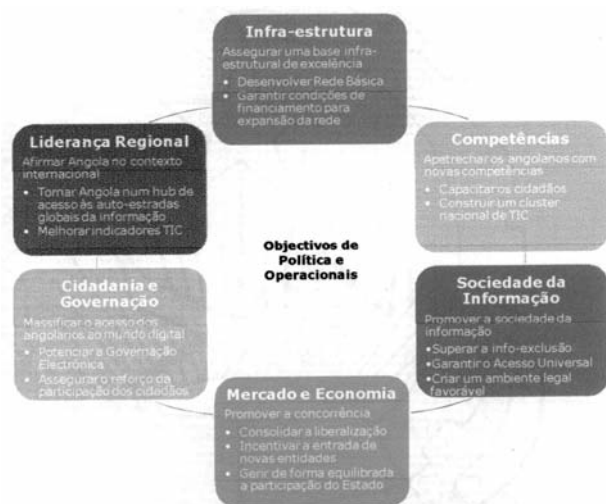 Infra-estrutura
Assegurar uma base infra-
estrutural de excelência
• Desenvolver Rede Básica
• Garantir condições de
financiamento para
expansão da rede
Competências
Apetrechar os angolanos com
novas competências
• Capacitar os cidadãos
• Construir um cluster
nacional de TIC
Sociedade da
Informação
Promover a sociedade da
informação
•Superar a info-exclusão
•Garantir o Acesso Universal
•Criar um ambiente legal
favorável
Mercado e Economia
Promover a concorrência
• Consolidar a liberalização
• Incentivar a entrada de
novas entidades
• Gerir de forma equilibrada
a participação do Estado
Cidadania e
Governação
Massificar o acesso dos
angolanos ao mundo digital
• Potenciar a Governação
Electrónica
• Assegurar o reforço da
participação dos cidadãos
Liderança Regional
Afirmar Angola no contexto
internacional
• Tornar Angola num hub de
acesso às auto-estradas
globais da informação
• Melhorar indicadores TIC
Objectivos de
Política e
Operacionais